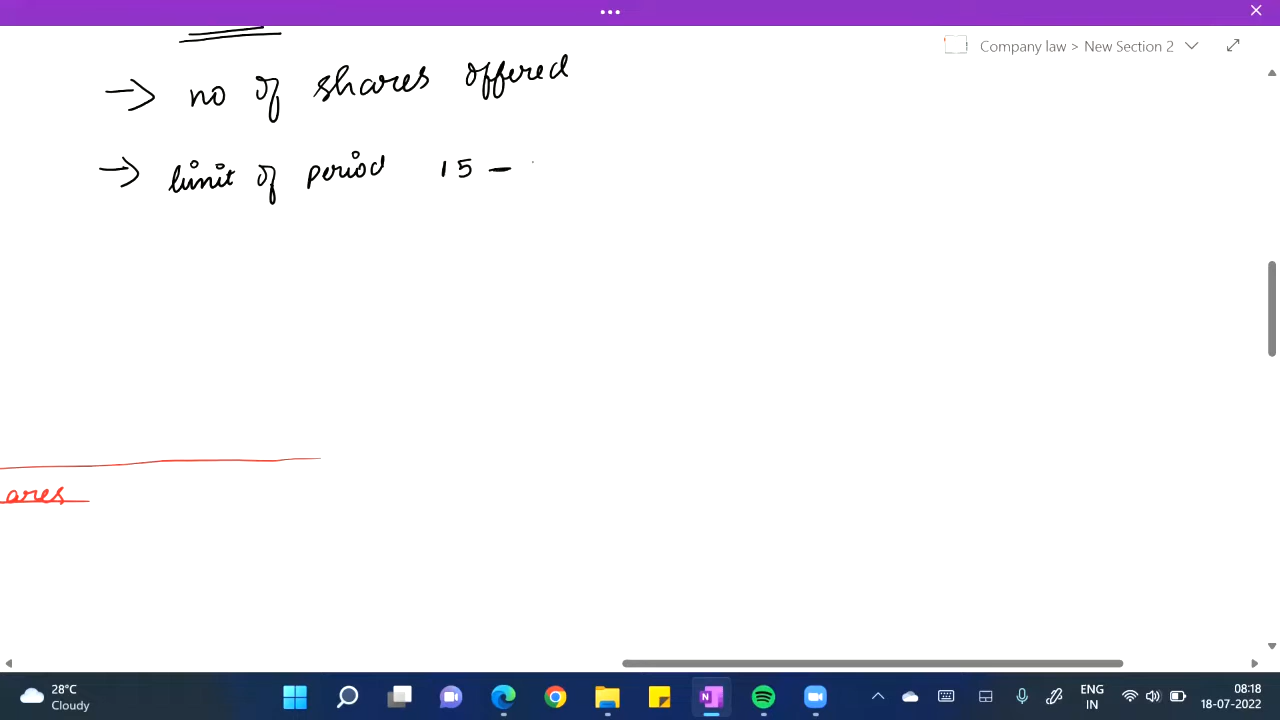 Company law > New Section 2
→ no of shares offered
→ limit of period 15 -
ares
28°C
Cloudy
ENG
IN
08:18
18-07-2022